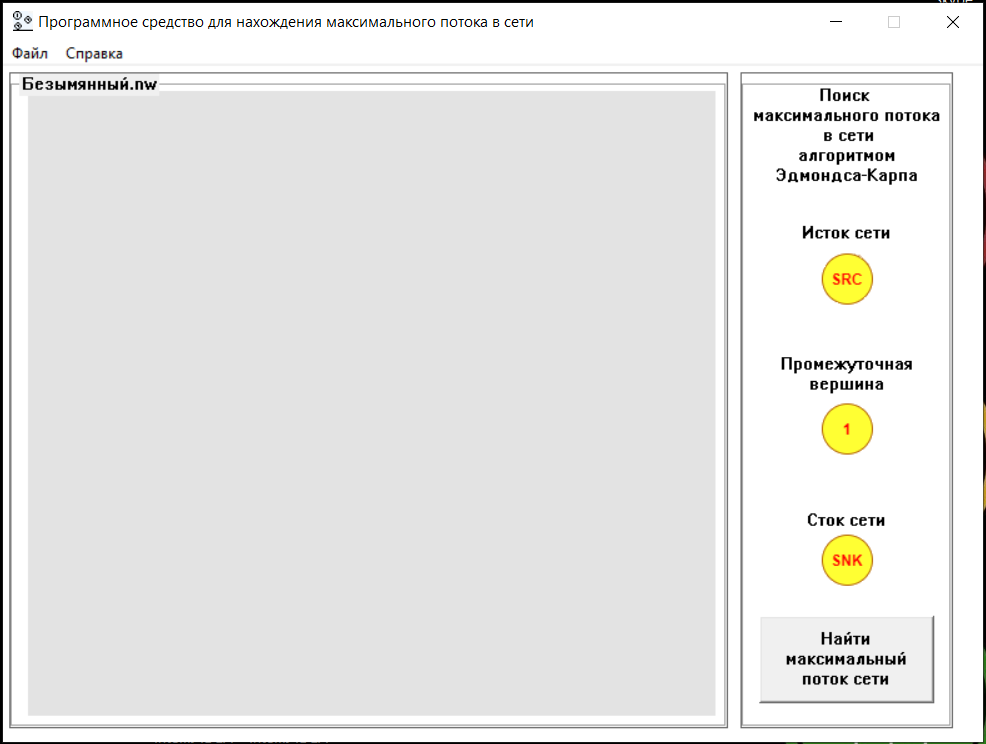 Программное средство для нахождения максимального потока в сети
Файл Справка
Безымянный.nw
Поиск
максимального потока
в сети
алгоритмом
Эдмондса-Карпа
Исток сети
SRC
Промежуточная
вершина
1
Сток сети
SNK
Найти
максимальный
поток сети